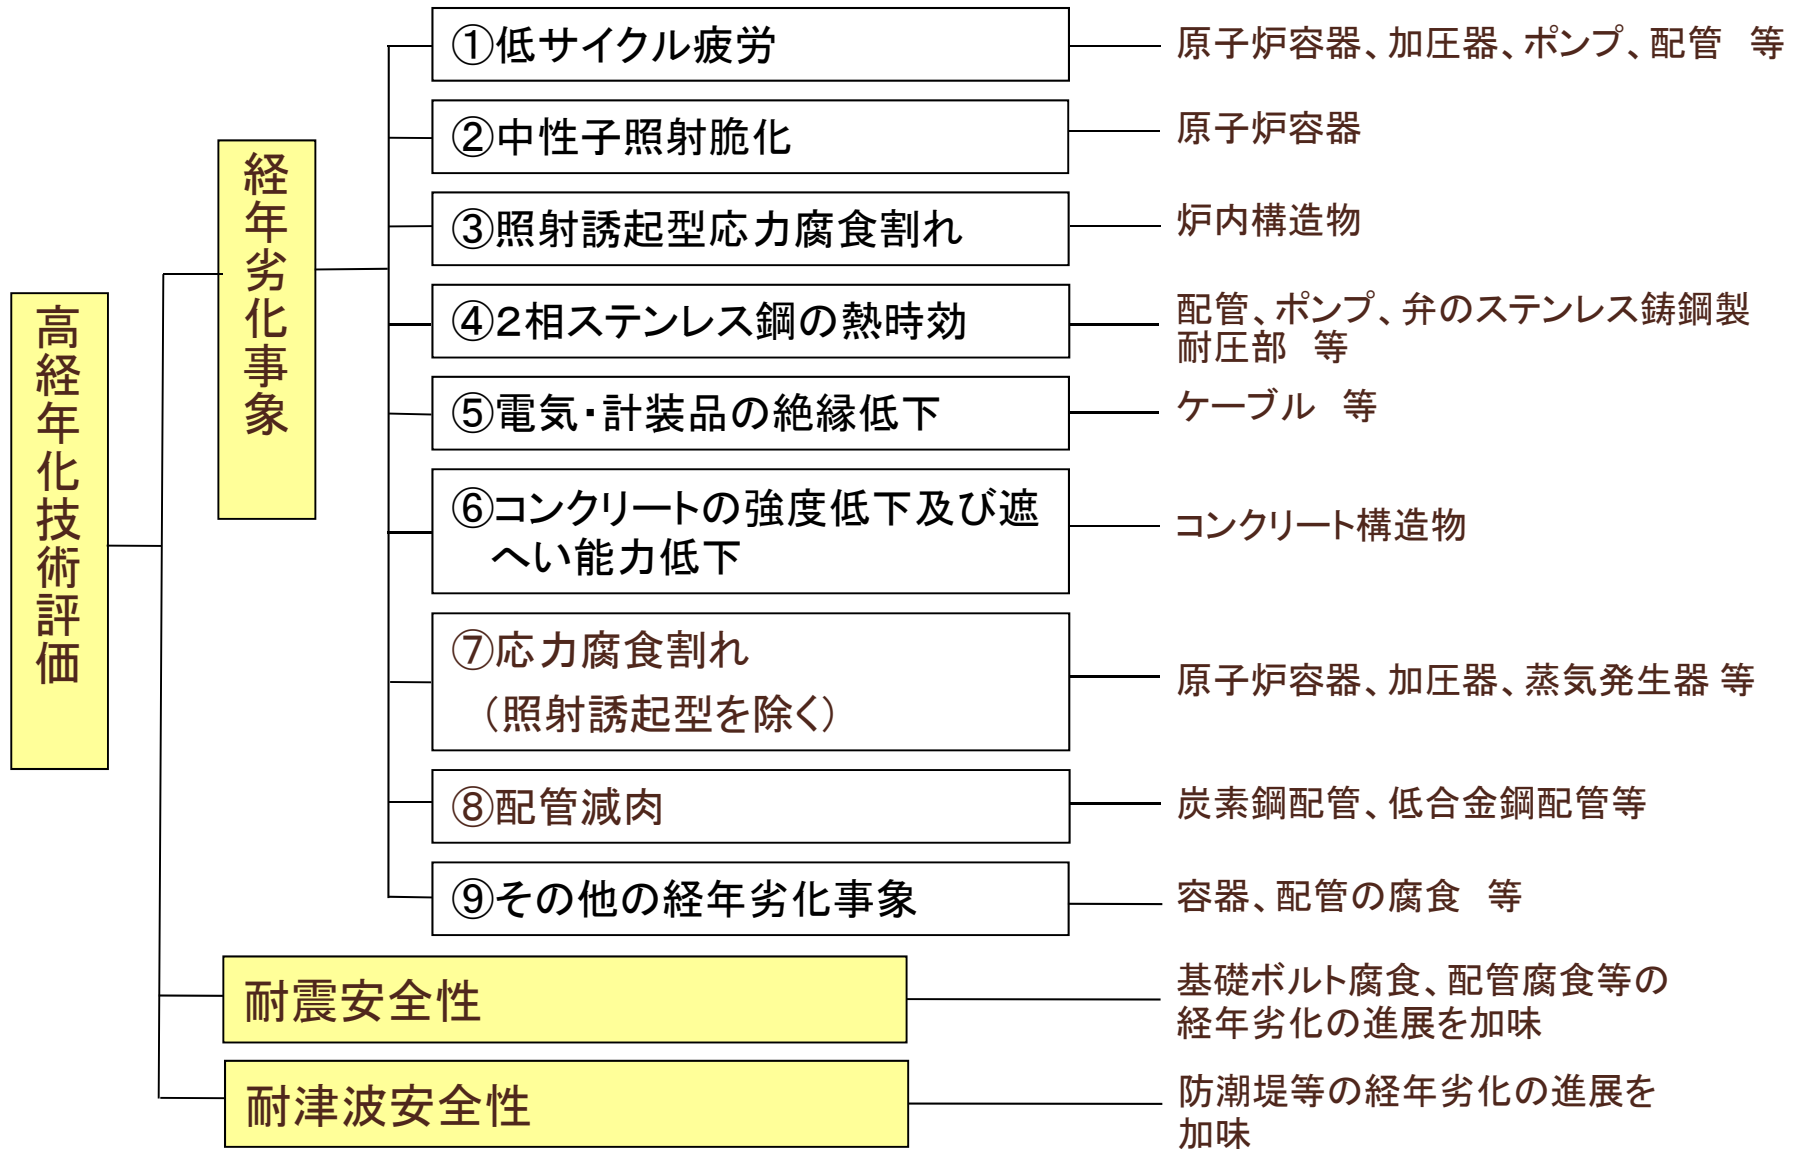 高経年化技術評価
経年劣化事象
①低サイクル疲労
原子炉容器、加圧器、ポンプ、配管　等
②中性子照射脆化
原子炉容器
③照射誘起型応力腐食割れ
炉内構造物
④２相ステンレス鋼の熱時効
配管、ポンプ、弁のステンレス鋳鋼製
耐圧部　等
⑤電気・計装品の絶縁低下
ケーブル　等
⑥コンクリートの強度低下及び遮
へい能力低下
コンクリート構造物
⑦応力腐食割れ
（照射誘起型を除く）
原子炉容器、加圧器、蒸気発生器 等
⑧配管減肉
炭素鋼配管、低合金鋼配管等
⑨その他の経年劣化事象
容器、配管の腐食　等
耐震安全性
基礎ボルト腐食、配管腐食等の
経年劣化の進展を加味
耐津波安全性
防潮堤等の経年劣化の進展を
加味